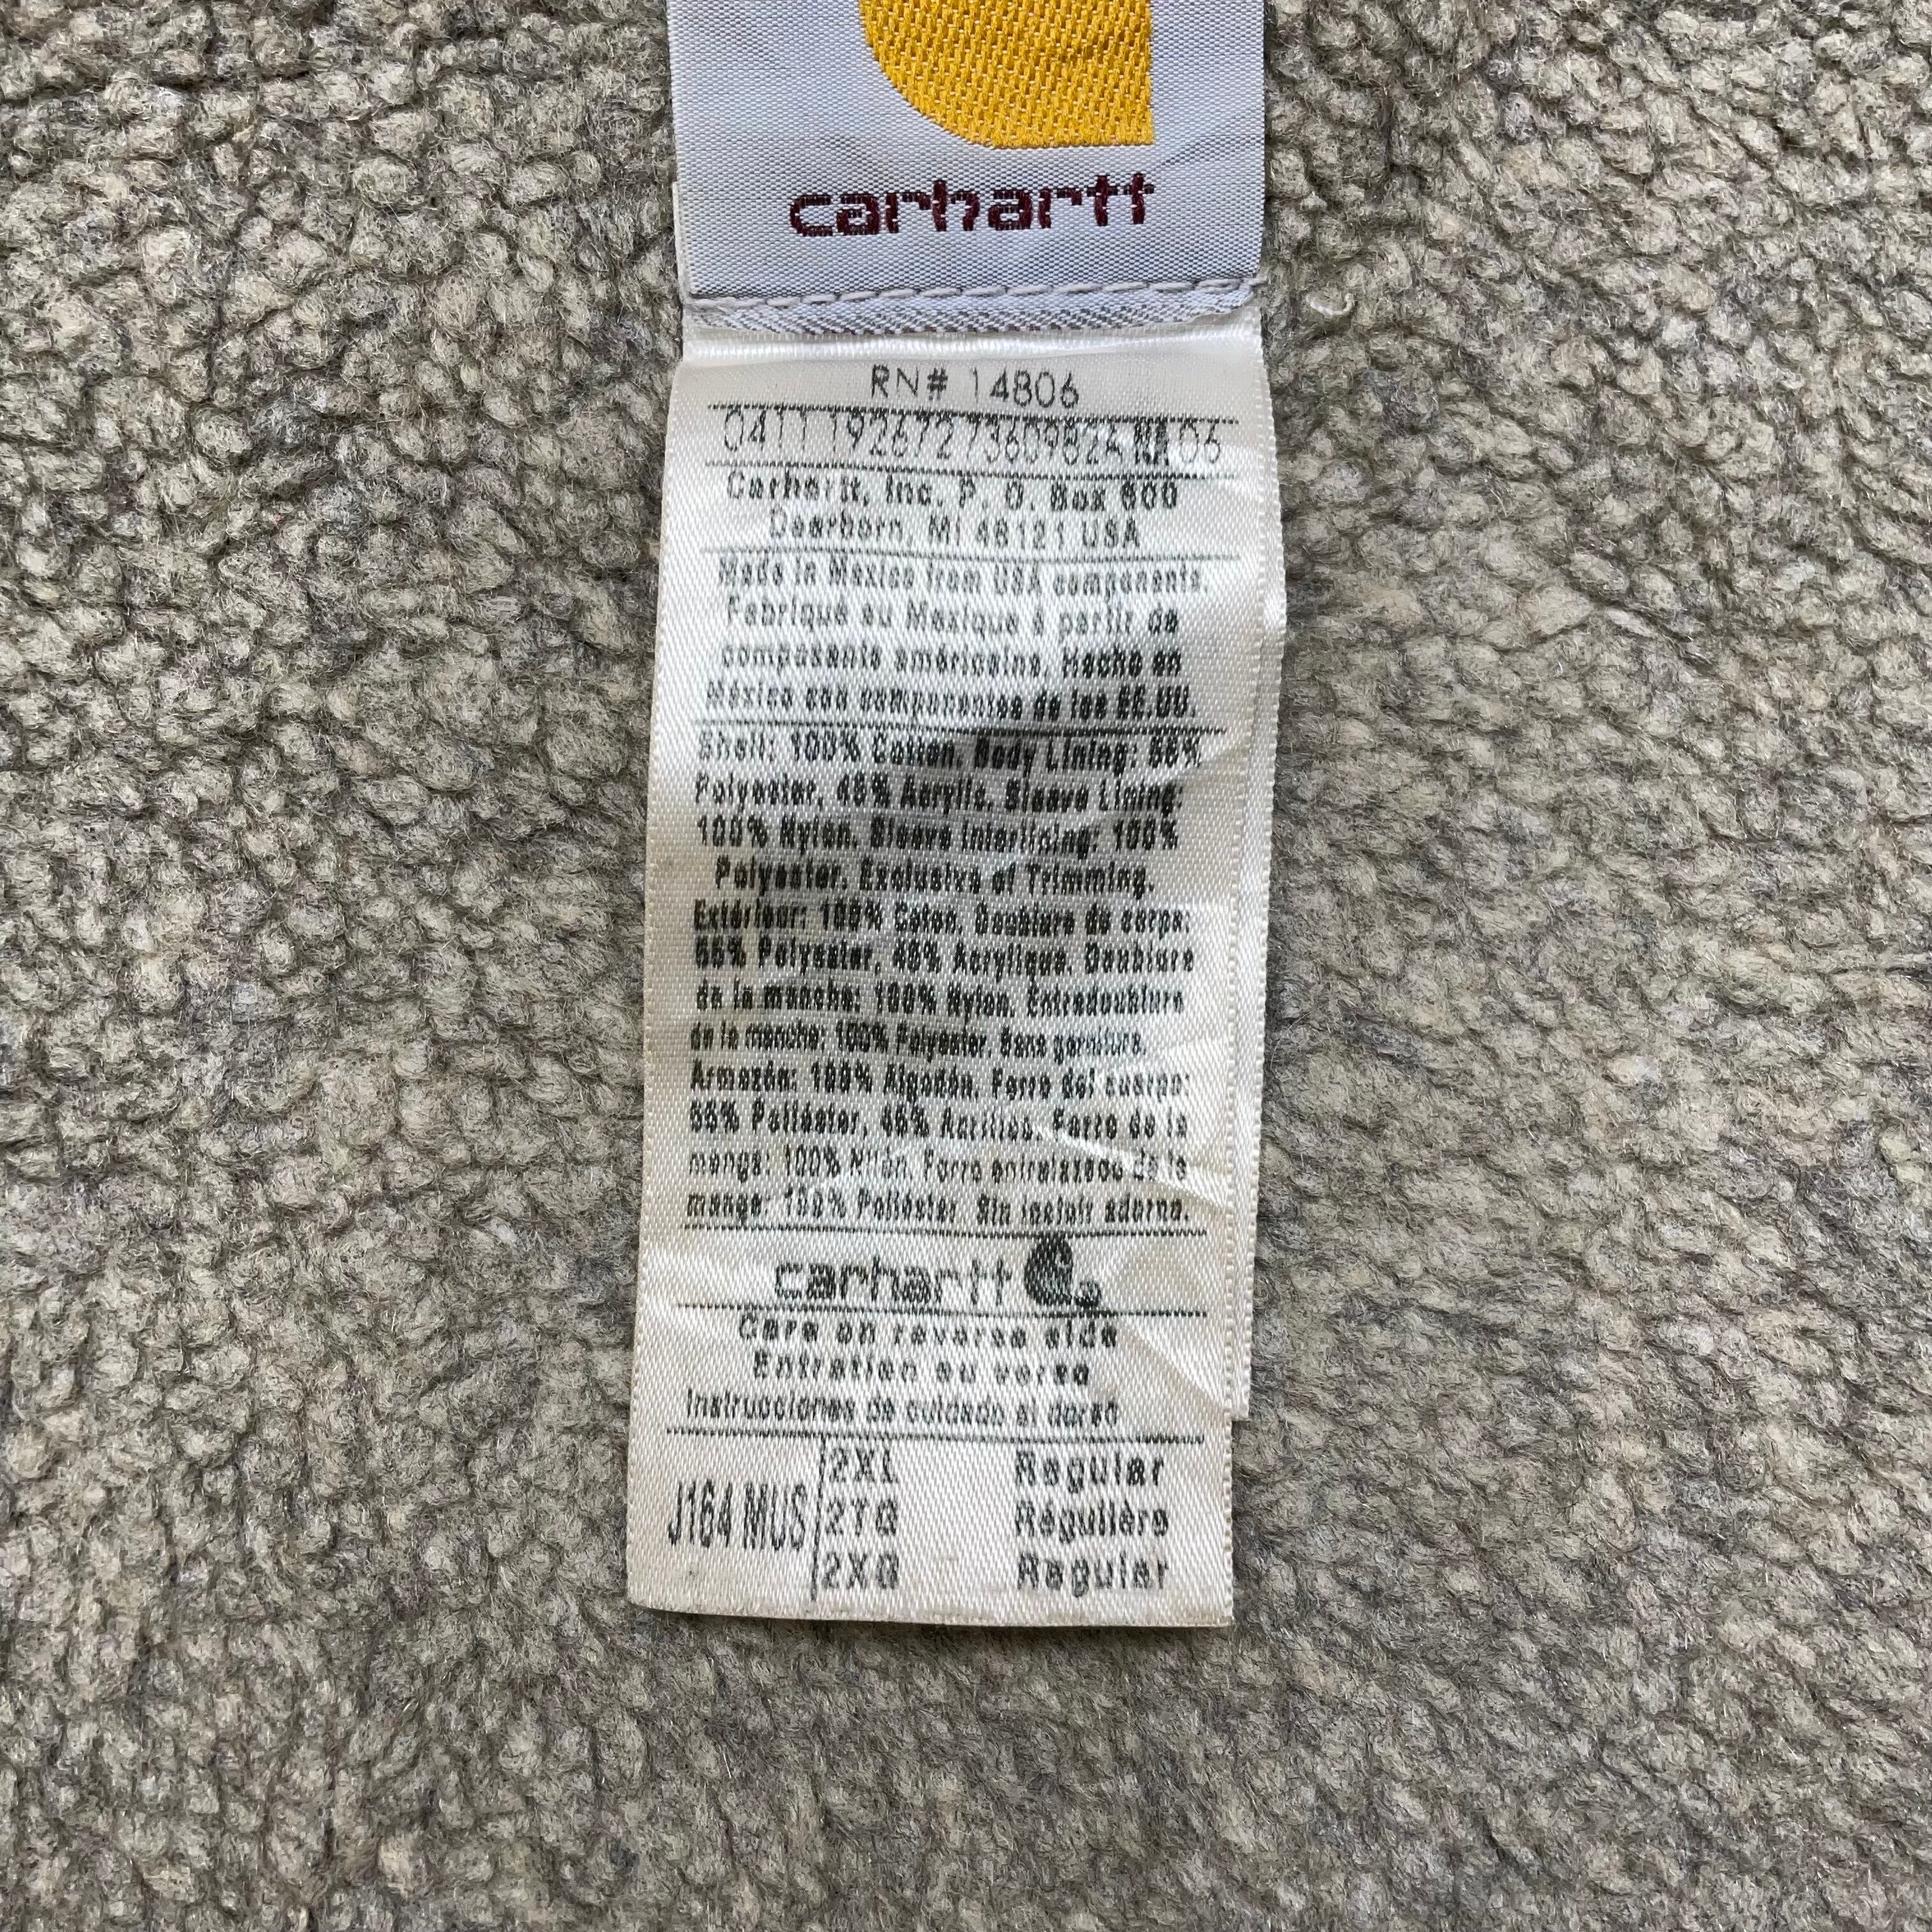 carhartt
RN# 14806
0411 1926727360982A 06
Carhartt, Inc. P. O. Box 600
Dearborn, MI 48121 USA
Made in Mexico from USA components.
Fabriqué au Mexique à partir de
composants américains. Hecho en
México con componentes de los EE.UU.
Shell: 100% Cotton. Body Lining: 55%
Polyester, 45% Acrylic. Sleeve Lining:
100% Nylon. Sleeve Interlining: 100%
Polyester. Exclusive of Trimming.
Extérieur: 100% Coton. Doublure de corps:
55% Polyester, 45% Acrylique. Doublure
de la manche: 100% Nylon. Entredoublure
de la manche: 100% Polyester. Sans garniture.
Armazón: 100% Algodón. Forro del cuerpo:
55% Poliéster, 45% Acrílico. Forro de la
manga: 100% Nilón. Forro entrelazado de la
manga: 100% Poliéster. Sin incluir adorno.
carhartt
Care on reverse side
Entretien au verso
Instrucciones de cuidado al dorso
J164 MUS
2XL Regular
2TG Régulière
2XG Regular